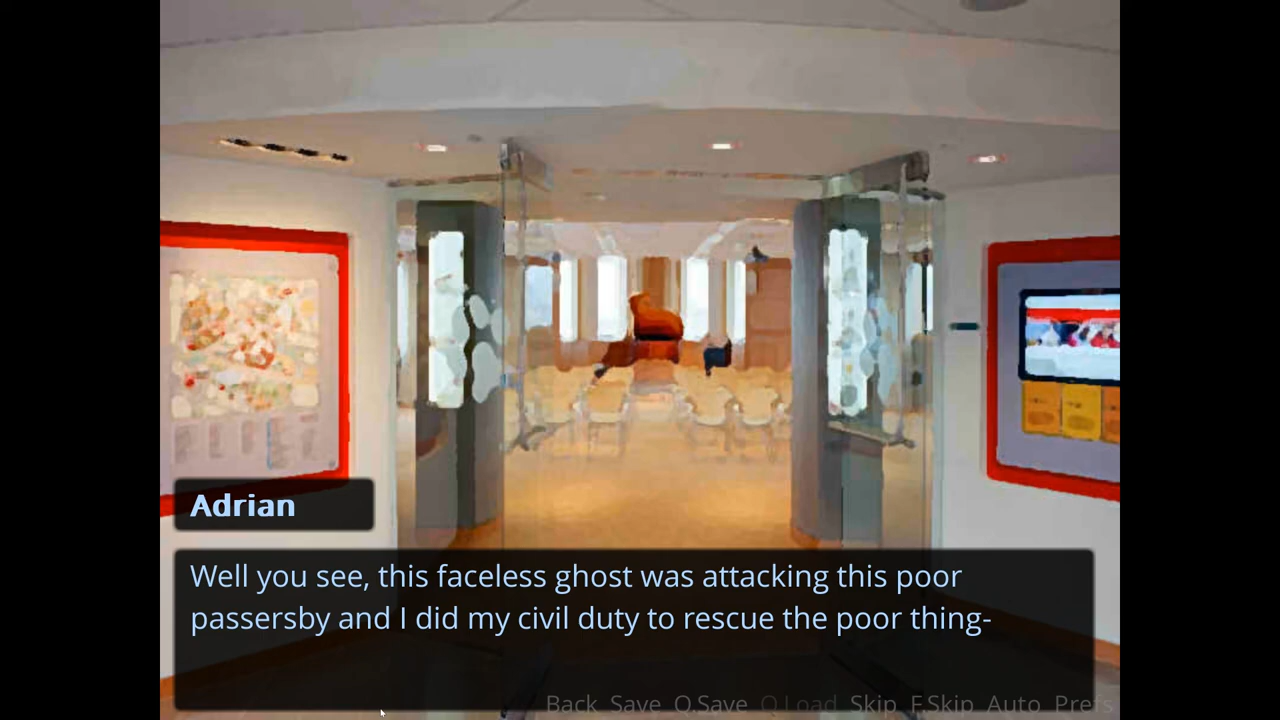 Adrian
Well you see, this faceless ghost was attacking this poor
passersby and I did my civil duty to rescue the poor thing-
Back Save Q.Save Q.Load Skip F.Skip Auto Prefs